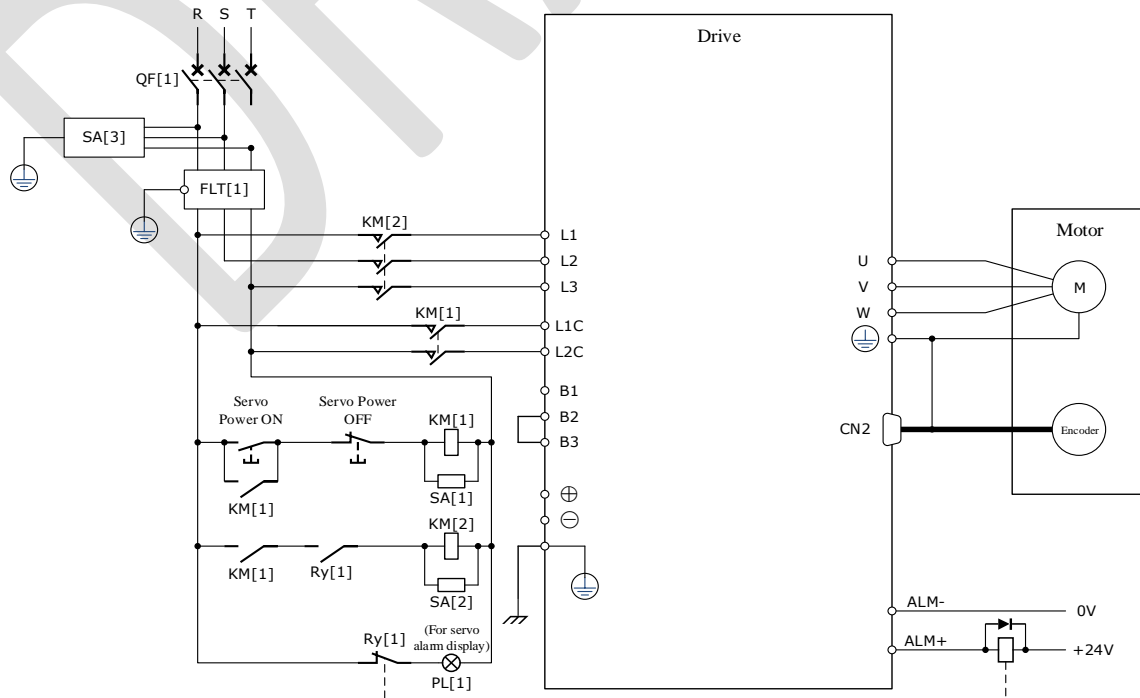 R S T
Drive
QF[1]
SA[3]
FLT[1]
KM[2]
L1
L2
L3
KM[1]
L1C
L2C
B1
B2
B3
Servo
Power ON
Servo Power
OFF
KM[1]
SA[1]
KM[1]
KM[2]
KM[1]
Ry[1]
SA[2]
Ry[1]
(For servo
alarm display)
PL[1]
U
V
W
CN2
Motor
M
Encoder
ALM-
0V
ALM+
+24V